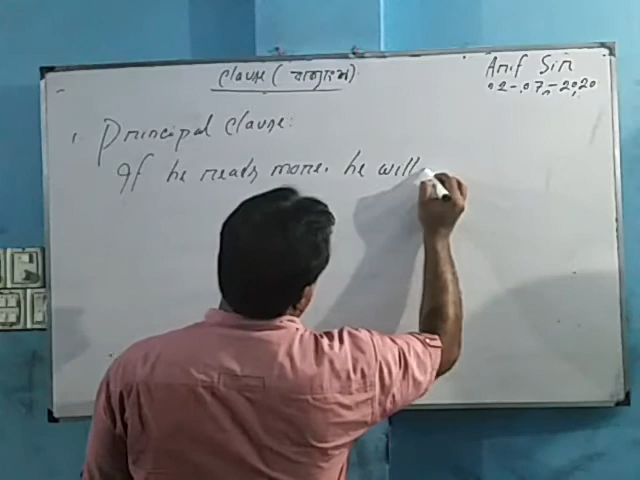 Clause (বাক্যাংশ)
Arif Sir
02-07-2020
1. Principal Clause:
If he reads more, he will